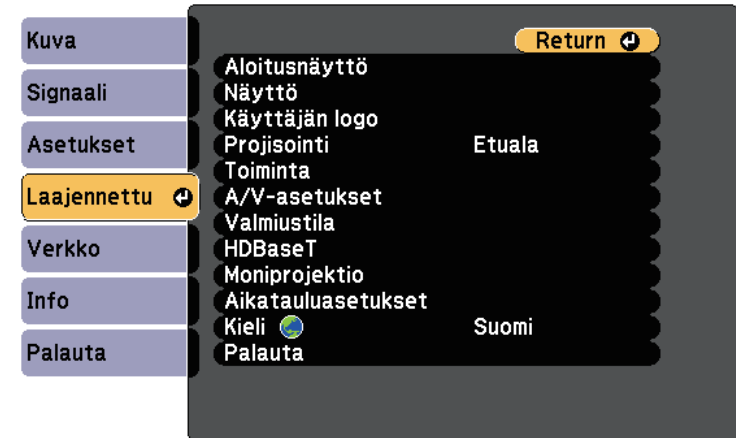 Kuva
Signaali
Asetukset
Laajennettu
Verkko
Info
Palauta
Return
Aloitusnäyttö
Näyttö
Käyttäjän logo
Projisointi Etuala
Toiminta
A/V-asetukset
Valmiustila
HDBaseT
Moniprojektio
Aikatauluasetukset
Kieli Suomi
Palauta